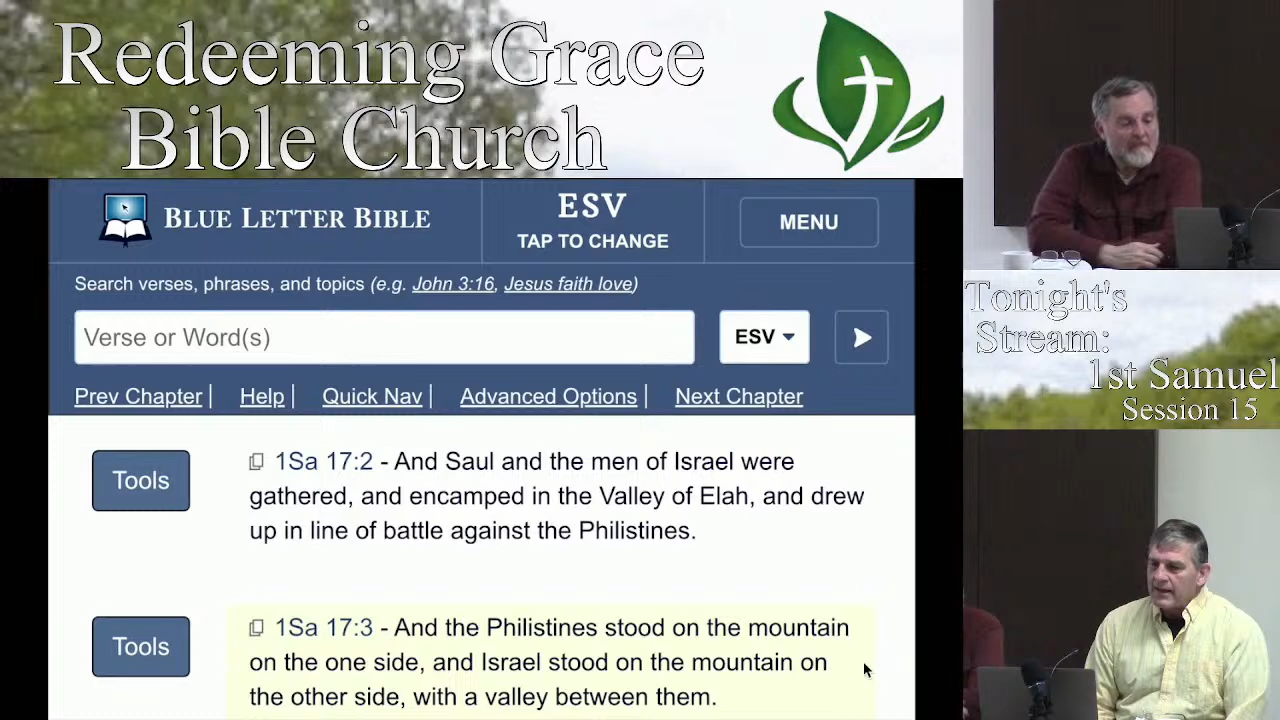 Redeeming Grace
Bible Church
BLUE LETTER BIBLE
ESV
TAP TO CHANGE
MENU
Search verses, phrases, and topics (e.g. John 3:16, Jesus faith love)
Verse or Word(s)
ESV
Prev Chapter |
Help |
Quick Nav |
Advanced Options |
Next Chapter
Tools
1Sa 17:2 - And Saul and the men of Israel were
gathered, and encamped in the Valley of Elah, and drew
up in line of battle against the Philistines.
Tools
1Sa 17:3 - And the Philistines stood on the mountain
on the one side, and Israel stood on the mountain on
the other side, with a valley between them.
Tonight's
Stream:
1st Samuel
Session 15